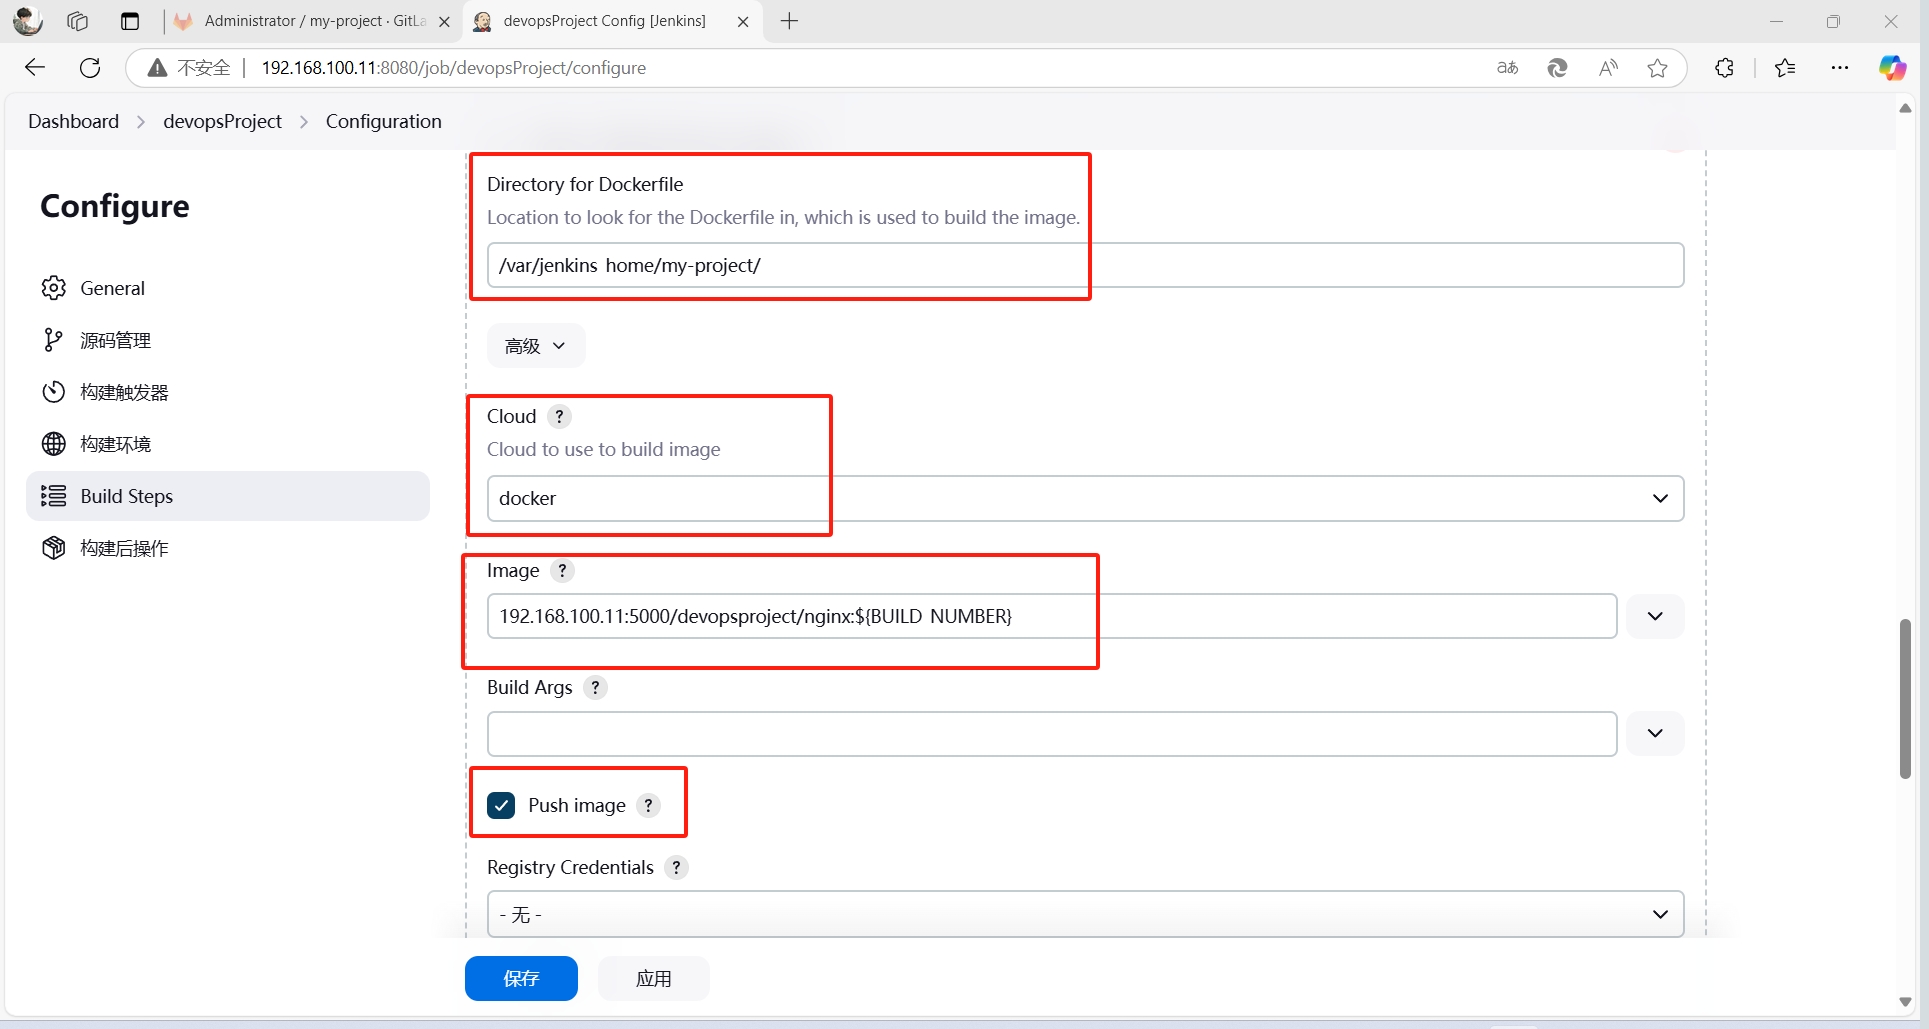 Administrator / my-project · GitLa
devopsProject Config [Jenkins]
不安全
192.168.100.11:8080/job/devopsProject/configure
Dashboard > devopsProject > Configuration
Configure
General
源码管理
构建触发器
构建环境
Build Steps
构建后操作
Directory for Dockerfile
Location to look for the Dockerfile in, which is used to build the image.
/var/jenkins_home/my-project/
高级
Cloud ?
Cloud to use to build image
docker
Image ?
192.168.100.11:5000/devopsproject/nginx:${BUILD_NUMBER}
Build Args ?
Push image ?
Registry Credentials ?
- 无 -
保存
应用